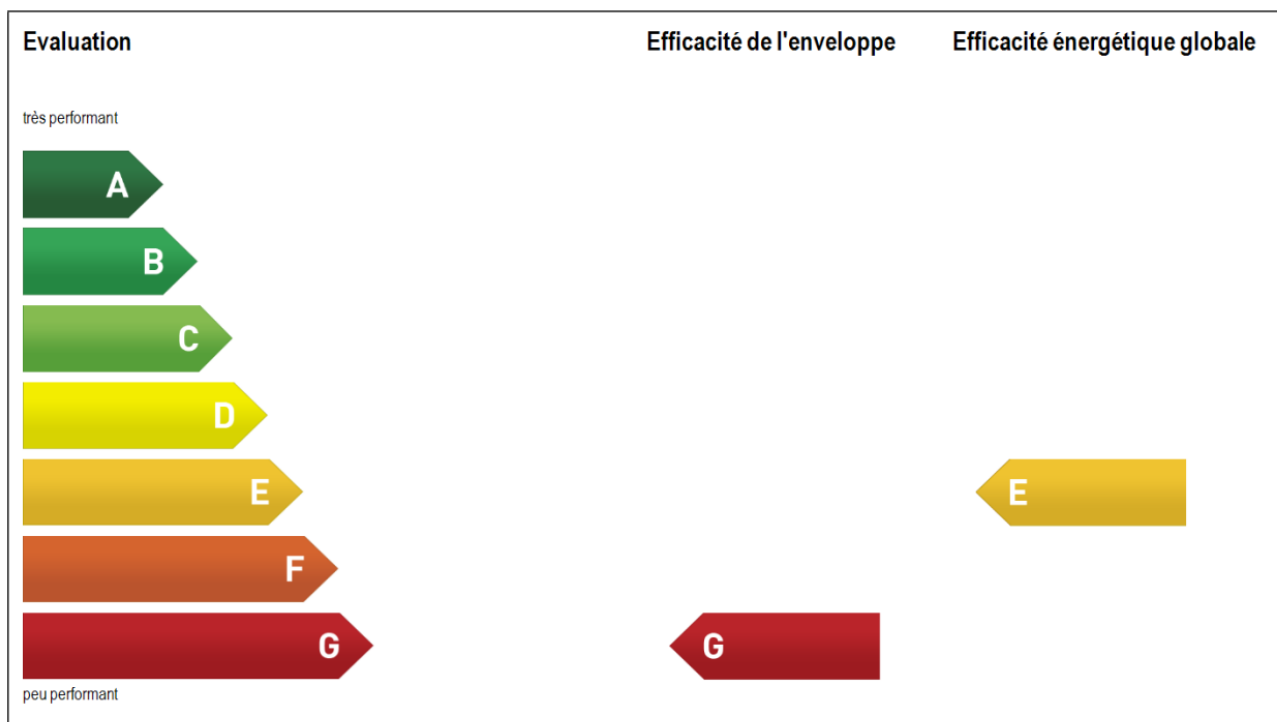 Evaluation Efficacité de l'enveloppe Efficacité énergétique globale
très performant
A
B
C
D
E E
F
G G
peu performant